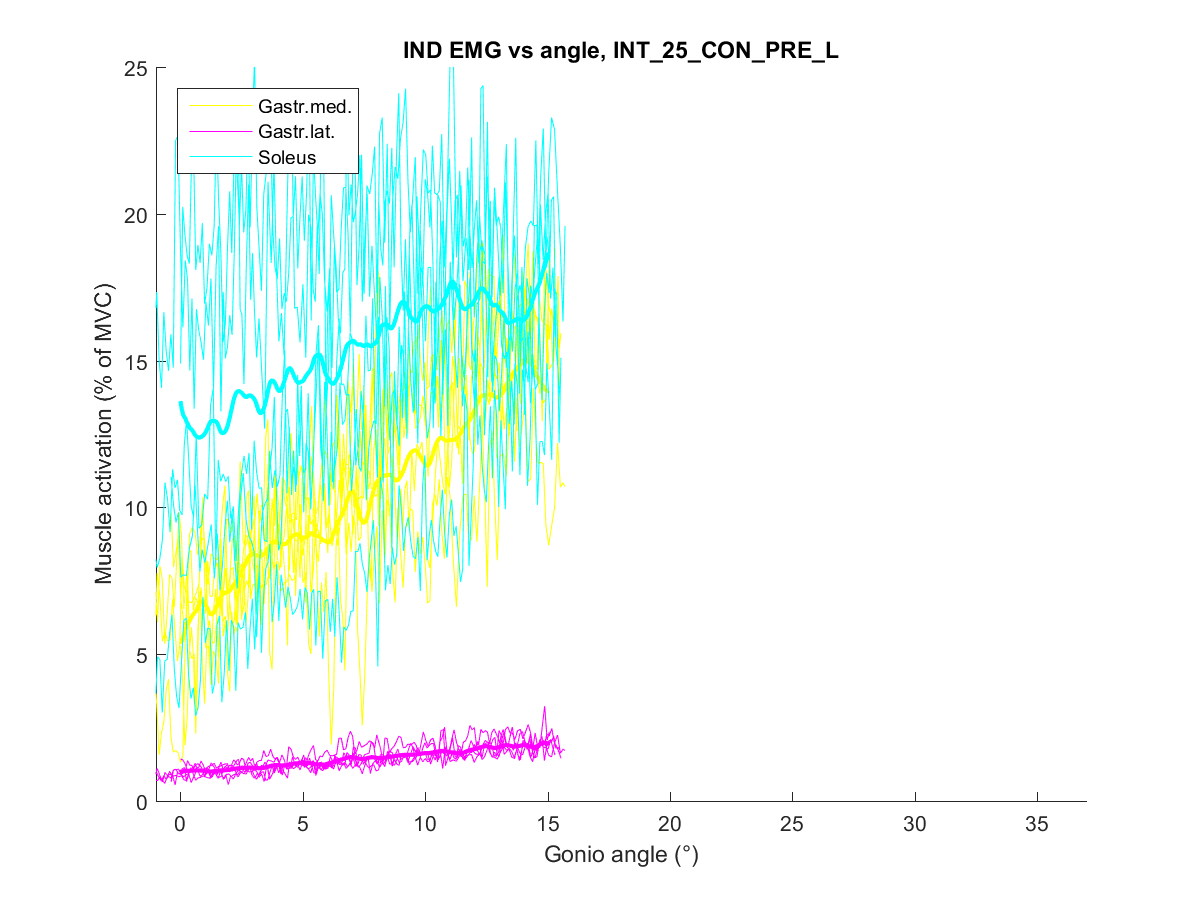 IND EMG vs angle, INT_25_CON_PRE_L
25
20
15
10
5
0
Muscle activation (% of MVC)
Gastr.med.
Gastr.lat.
Soleus
0 5 10 15 20 25 30 35
Gonio angle (°)